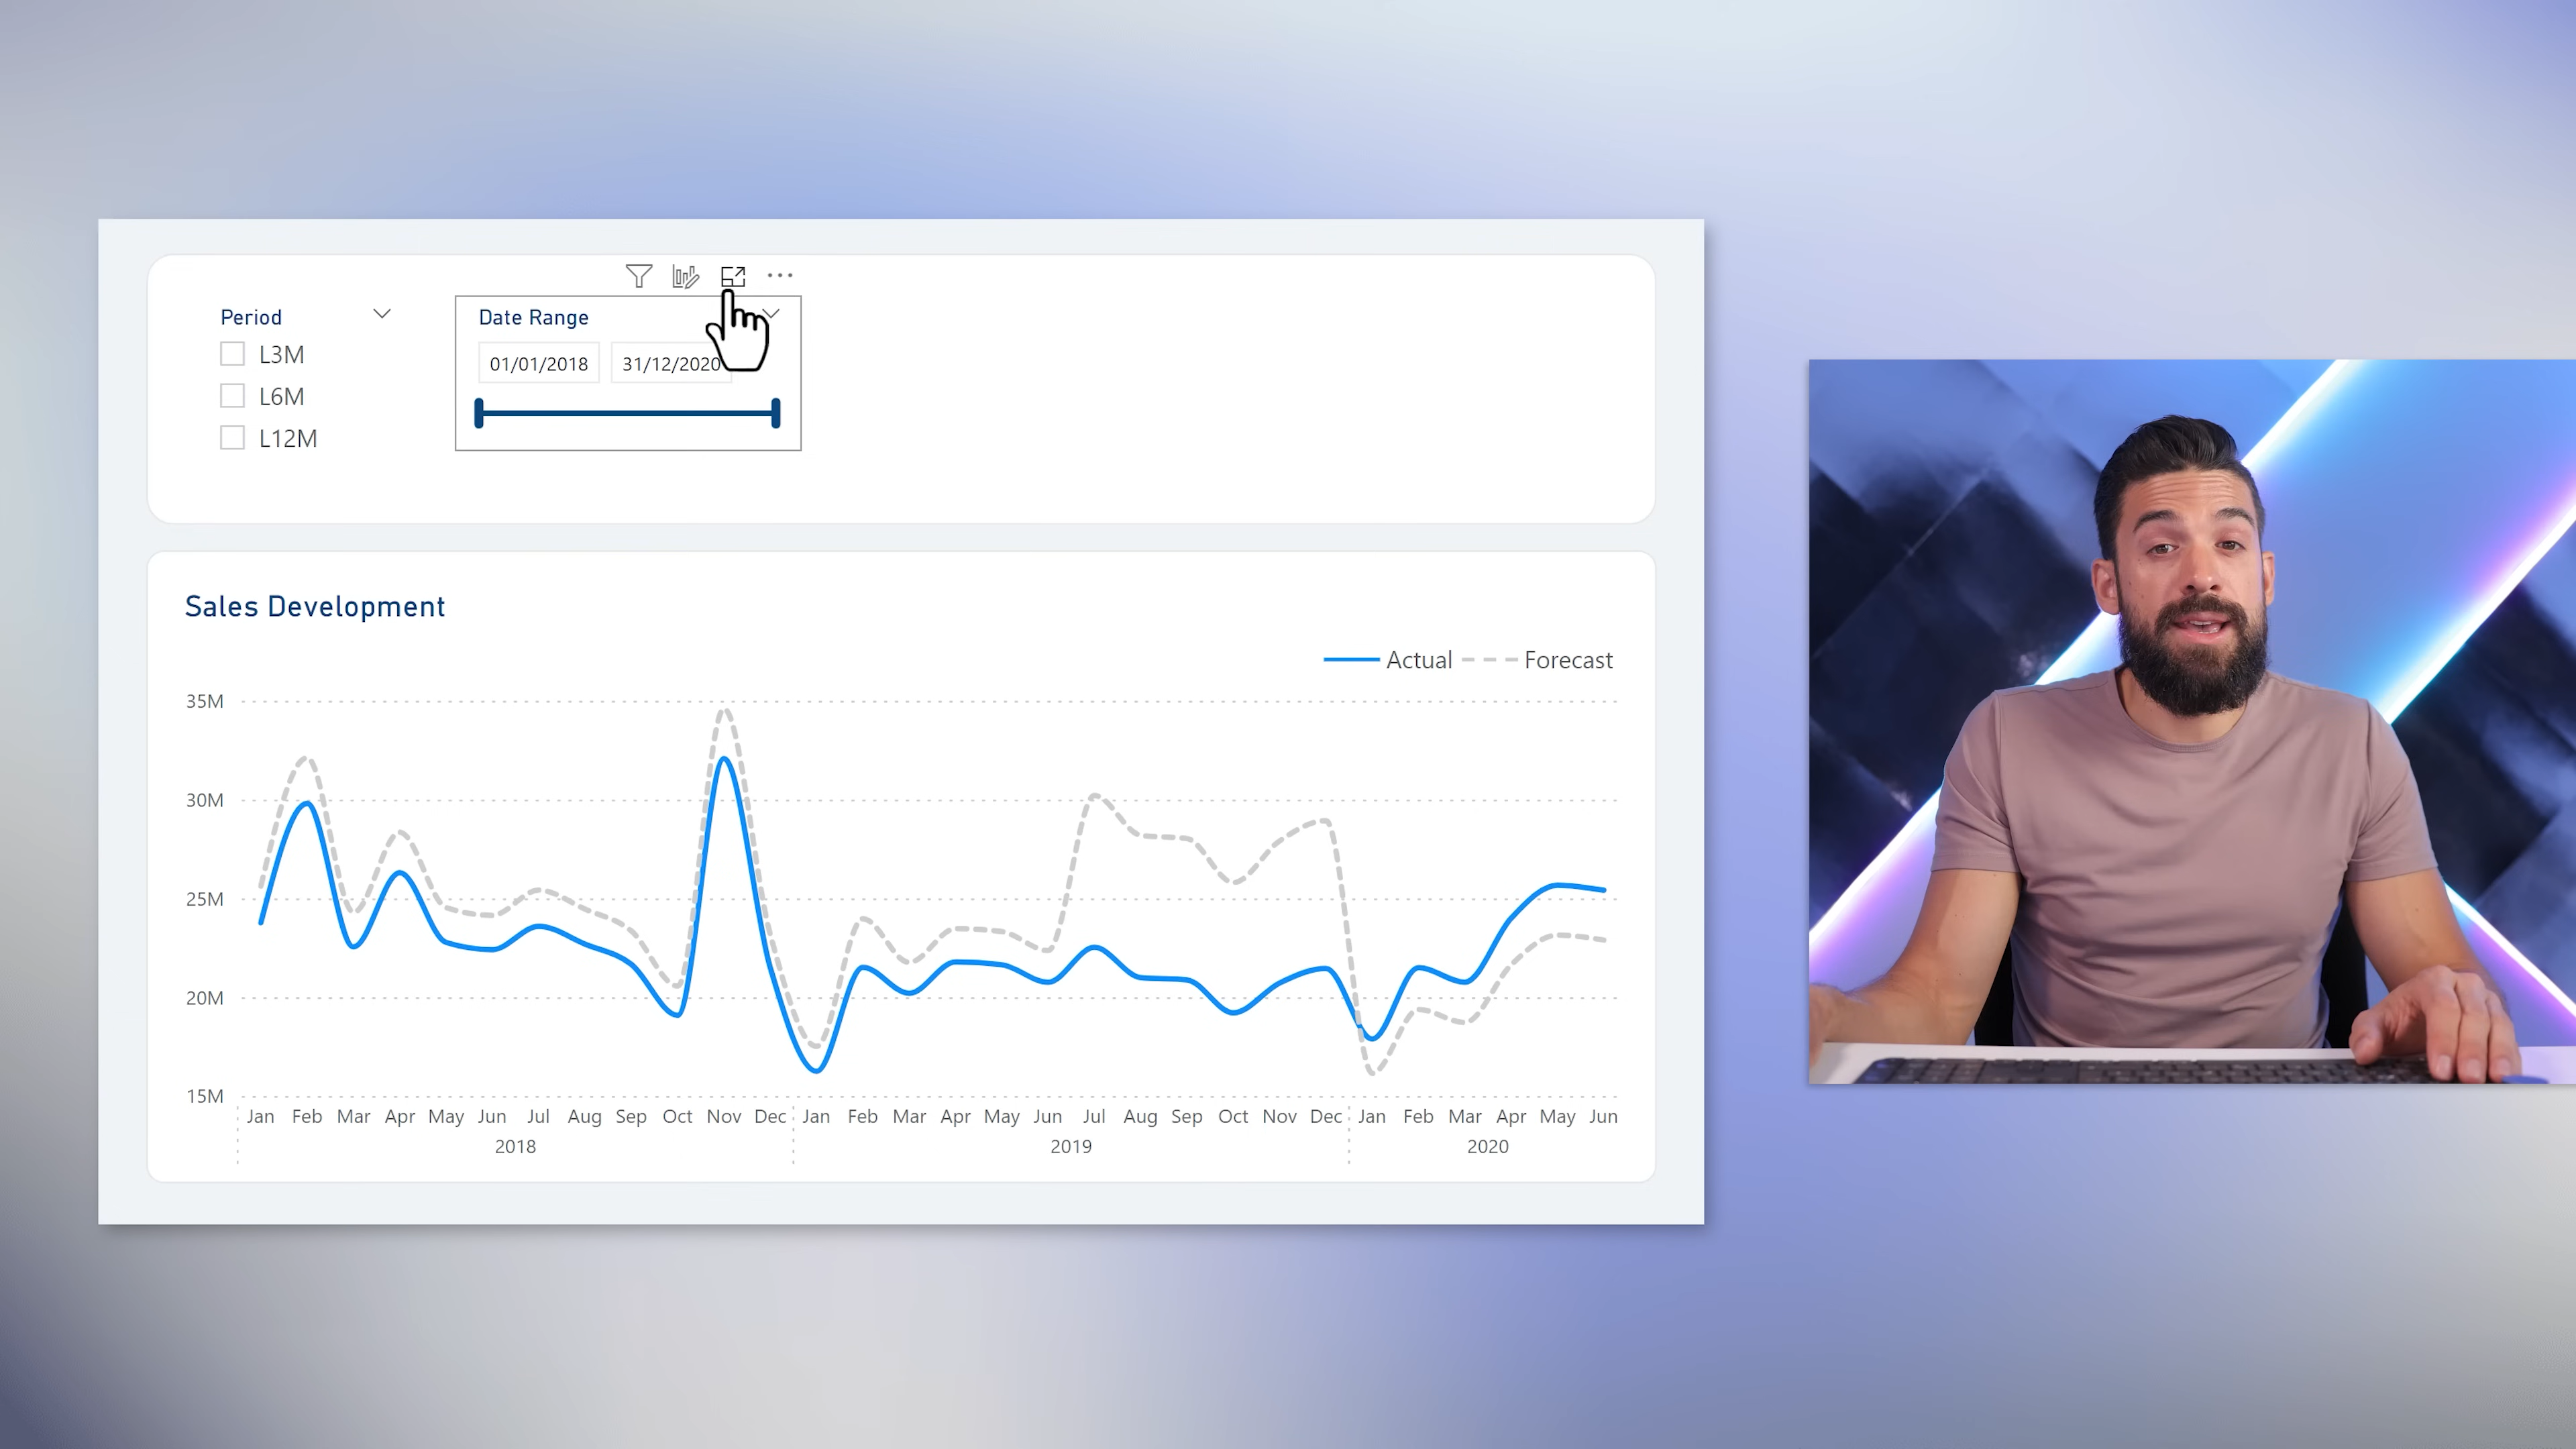 Period
L3M
L6M
L12M
Date Range
01/01/2018 31/12/2020
Sales Development
Actual Forecast
35M
30M
25M
20M
15M
Jan Feb Mar Apr May Jun Jul Aug Sep Oct Nov Dec Jan Feb Mar Apr May Jun Jul Aug Sep Oct Nov Dec Jan Feb Mar Apr May Jun
2018 2019 2020